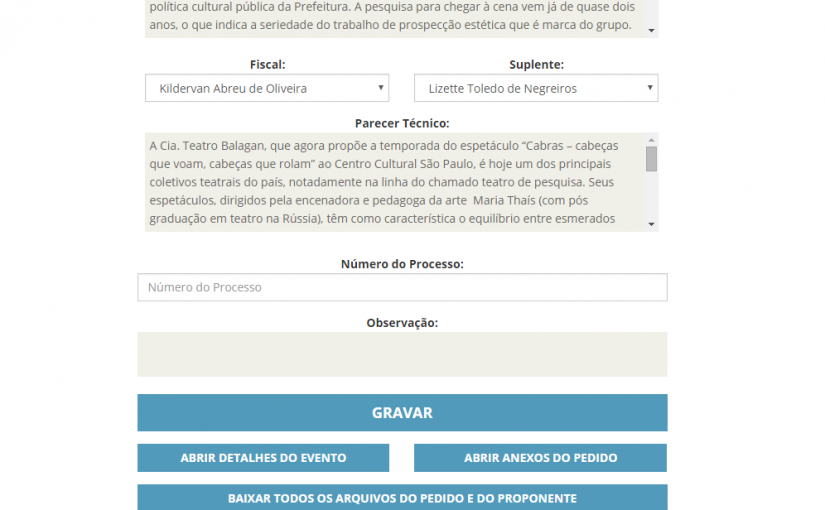 política cultural pública da Prefeitura. A pesquisa para chegar à cena vem já de quase dois
anos, o que indica a seriedade do trabalho de prospecção estética que é marca do grupo.
Fiscal:
Suplente:
Kildervan Abreu de Oliveira
Lizette Toledo de Negreiros
Parecer Técnico:
A Cia. Teatro Balagan, que agora propõe a temporada do espetáculo “Cabras – cabeças
que voam, cabeças que rolam” ao Centro Cultural São Paulo, é hoje um dos principais
coletivos teatrais do país, notadamente na linha do chamado teatro de pesquisa. Seus
espetáculos, dirigidos pela encenadora e pedagoga da arte  Maria Thaís (com pós
graduação em teatro na Rússia), têm como característica o equilíbrio entre esmerados
Número do Processo:
Número do Processo
Observação:
GRAVAR
ABRIR DETALHES DO EVENTO
ABRIR ANEXOS DO PEDIDO
BAIXAR TODOS OS ARQUIVOS DO PEDIDO E DO PROPONENTE